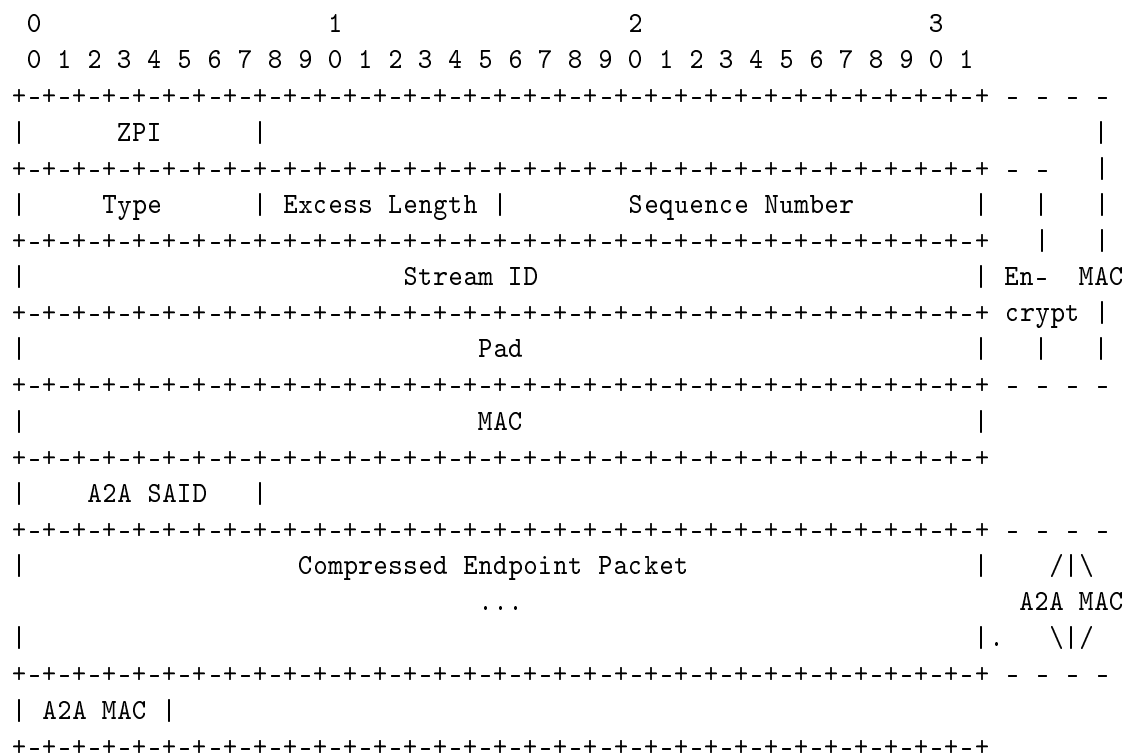 0                   1                   2                   3
 0 1 2 3 4 5 6 7 8 9 0 1 2 3 4 5 6 7 8 9 0 1 2 3 4 5 6 7 8 9 0 1
+-+-+-+-+-+-+-+-+-+-+-+-+-+-+-+-+-+-+-+-+-+-+-+-+-+-+-+-+-+-+-+-+ - - - -
|      ZPI      |                                                       |
+-+-+-+-+-+-+-+-+-+-+-+-+-+-+-+-+-+-+-+-+-+-+-+-+-+-+-+-+-+-+-+-+ - -   |
|     Type      | Excess Length |        Sequence Number        |   |   |
+-+-+-+-+-+-+-+-+-+-+-+-+-+-+-+-+-+-+-+-+-+-+-+-+-+-+-+-+-+-+-+-+   |   |
|                         Stream ID                             | En-  MAC
+-+-+-+-+-+-+-+-+-+-+-+-+-+-+-+-+-+-+-+-+-+-+-+-+-+-+-+-+-+-+-+-+ crypt |
|                              Pad                              |   |   |
+-+-+-+-+-+-+-+-+-+-+-+-+-+-+-+-+-+-+-+-+-+-+-+-+-+-+-+-+-+-+-+-+ - - - -
|                              MAC                              |
+-+-+-+-+-+-+-+-+-+-+-+-+-+-+-+-+-+-+-+-+-+-+-+-+-+-+-+-+-+-+-+-+
|    A2A SAID   |
+-+-+-+-+-+-+-+-+-+-+-+-+-+-+-+-+-+-+-+-+-+-+-+-+-+-+-+-+-+-+-+-+ - - - -
|                  Compressed Endpoint Packet                   |    /|\
                               ...                                 A2A MAC
|                                                               |.   \|/
+-+-+-+-+-+-+-+-+-+-+-+-+-+-+-+-+-+-+-+-+-+-+-+-+-+-+-+-+-+-+-+-+ - - - -
| A2A MAC |
+-+-+-+-+-+-+-+-+-+-+-+-+-+-+-+-+-+-+-+-+-+-+-+-+-+-+-+-+-+-+-+-+